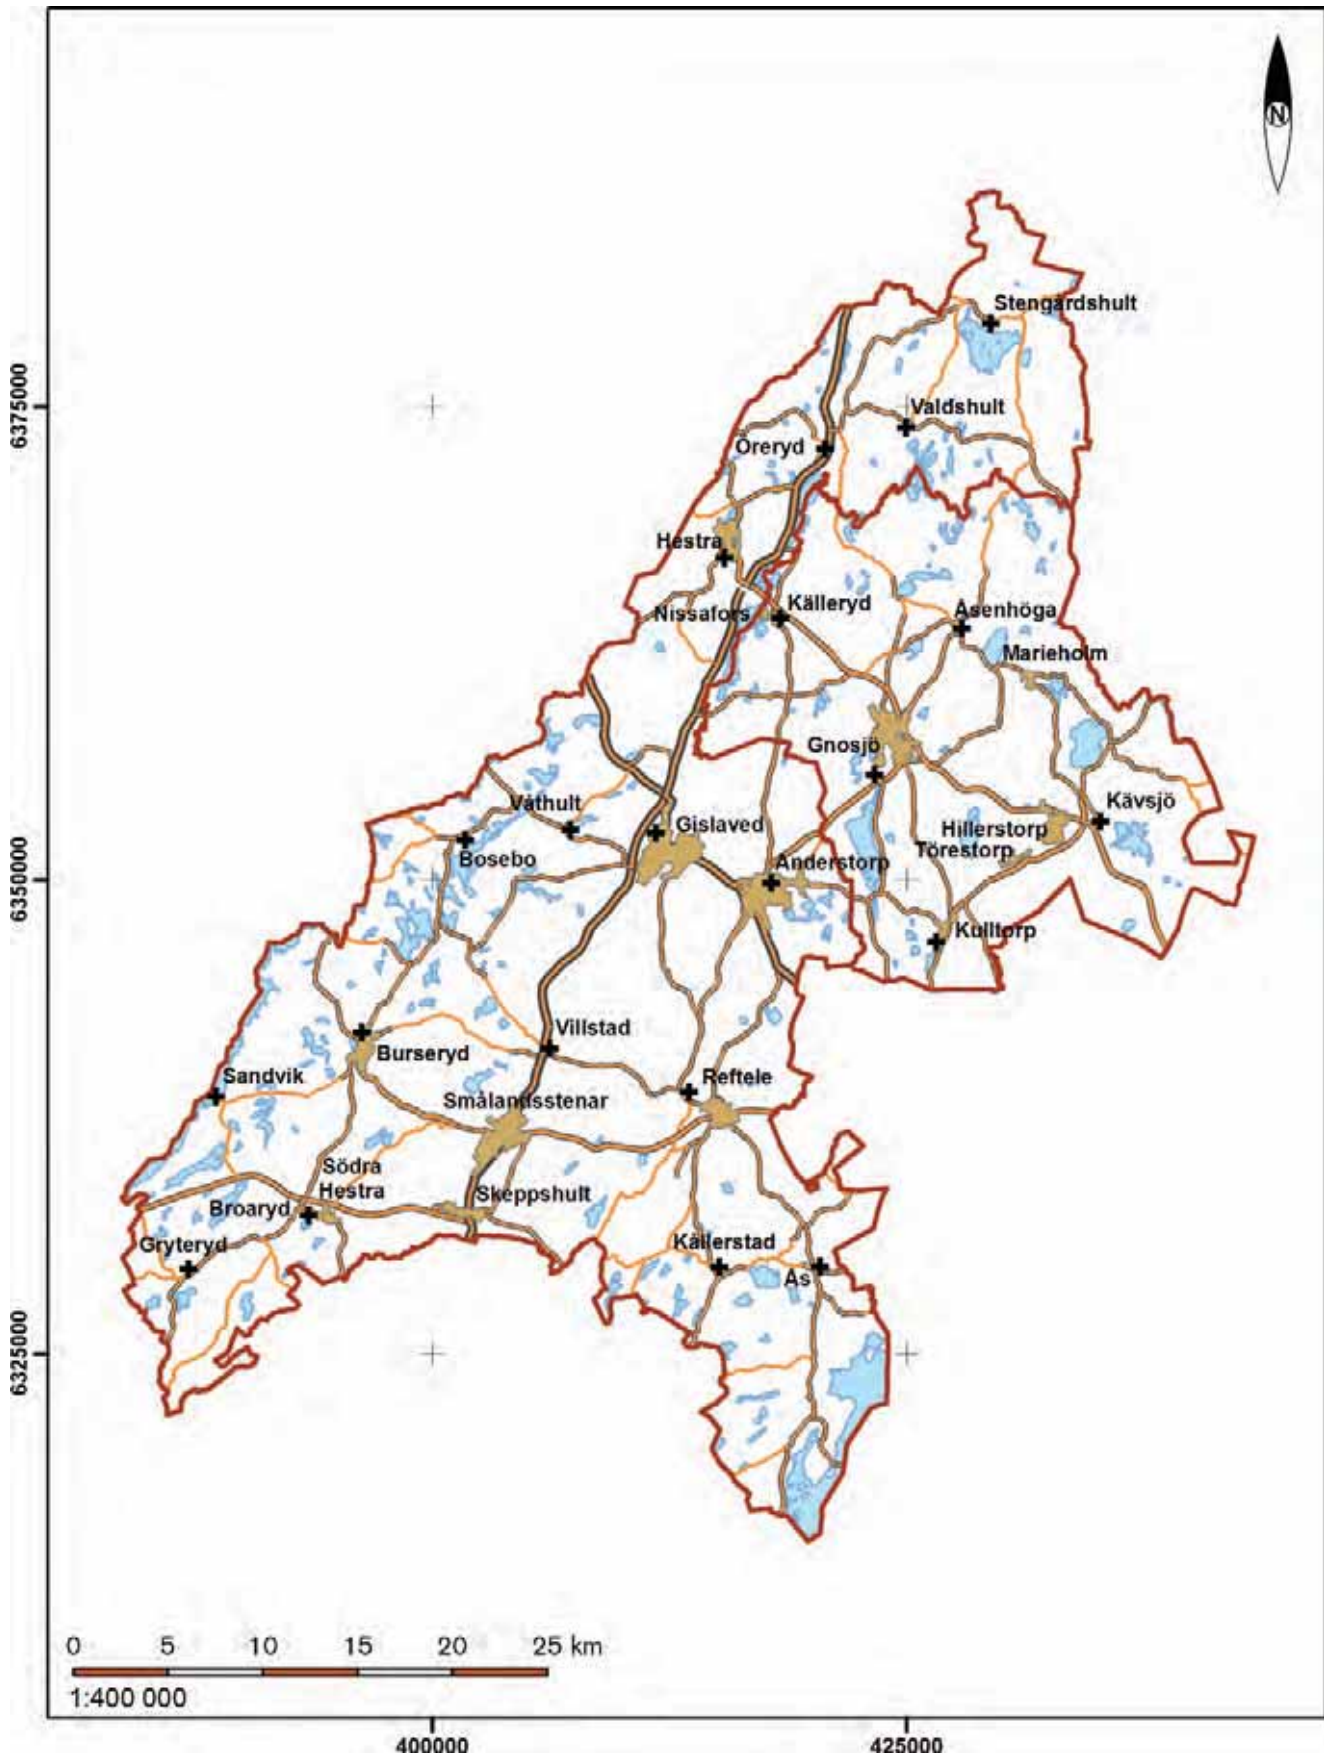 N
Stengårdshult
6375000
Valdshult
Öreryd
Hestra
Nissafors
Källeryd
Åsenhöga
Marieholm
Gnosjö
Våthult
Gislaved
Kävsjö
Hillerstorp
Törestorp
Bosebo
Anderstorp
6350000
Kulltorp
Villstad
Burseryd
Sandvik
Reftele
Smålandsstenar
Södra
Hestra
Skeppshult
Broaryd
Gryteryd
Kållerstad
Ås
6325000
0 5 10 15 20 25 km
1:400 000
400000 425000